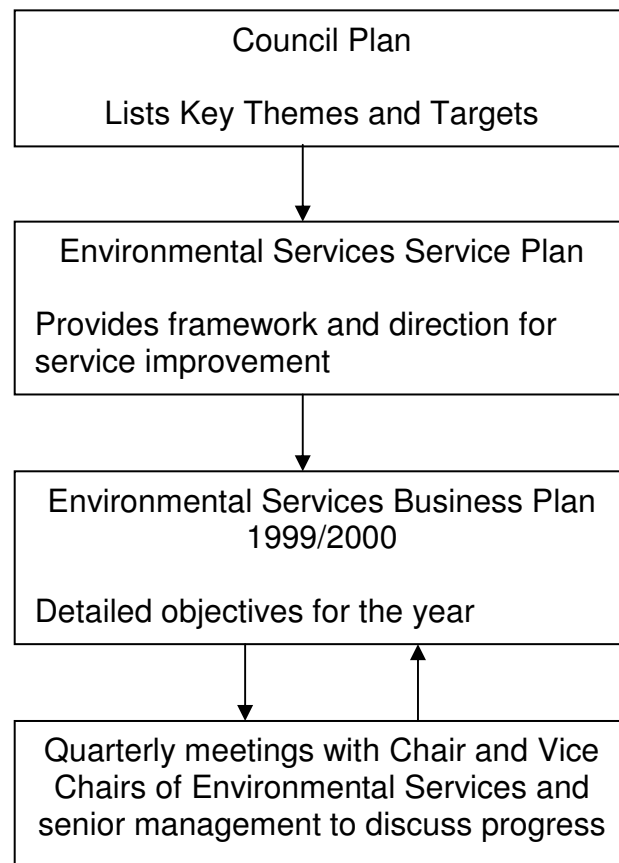 Council Plan
Lists Key Themes and Targets
Environmental Services Service Plan
Provides framework and direction for
service improvement
Environmental Services Business Plan
1999/2000
Detailed objectives for the year
Quarterly meetings with Chair and Vice
Chairs of Environmental Services and
senior management to discuss progress